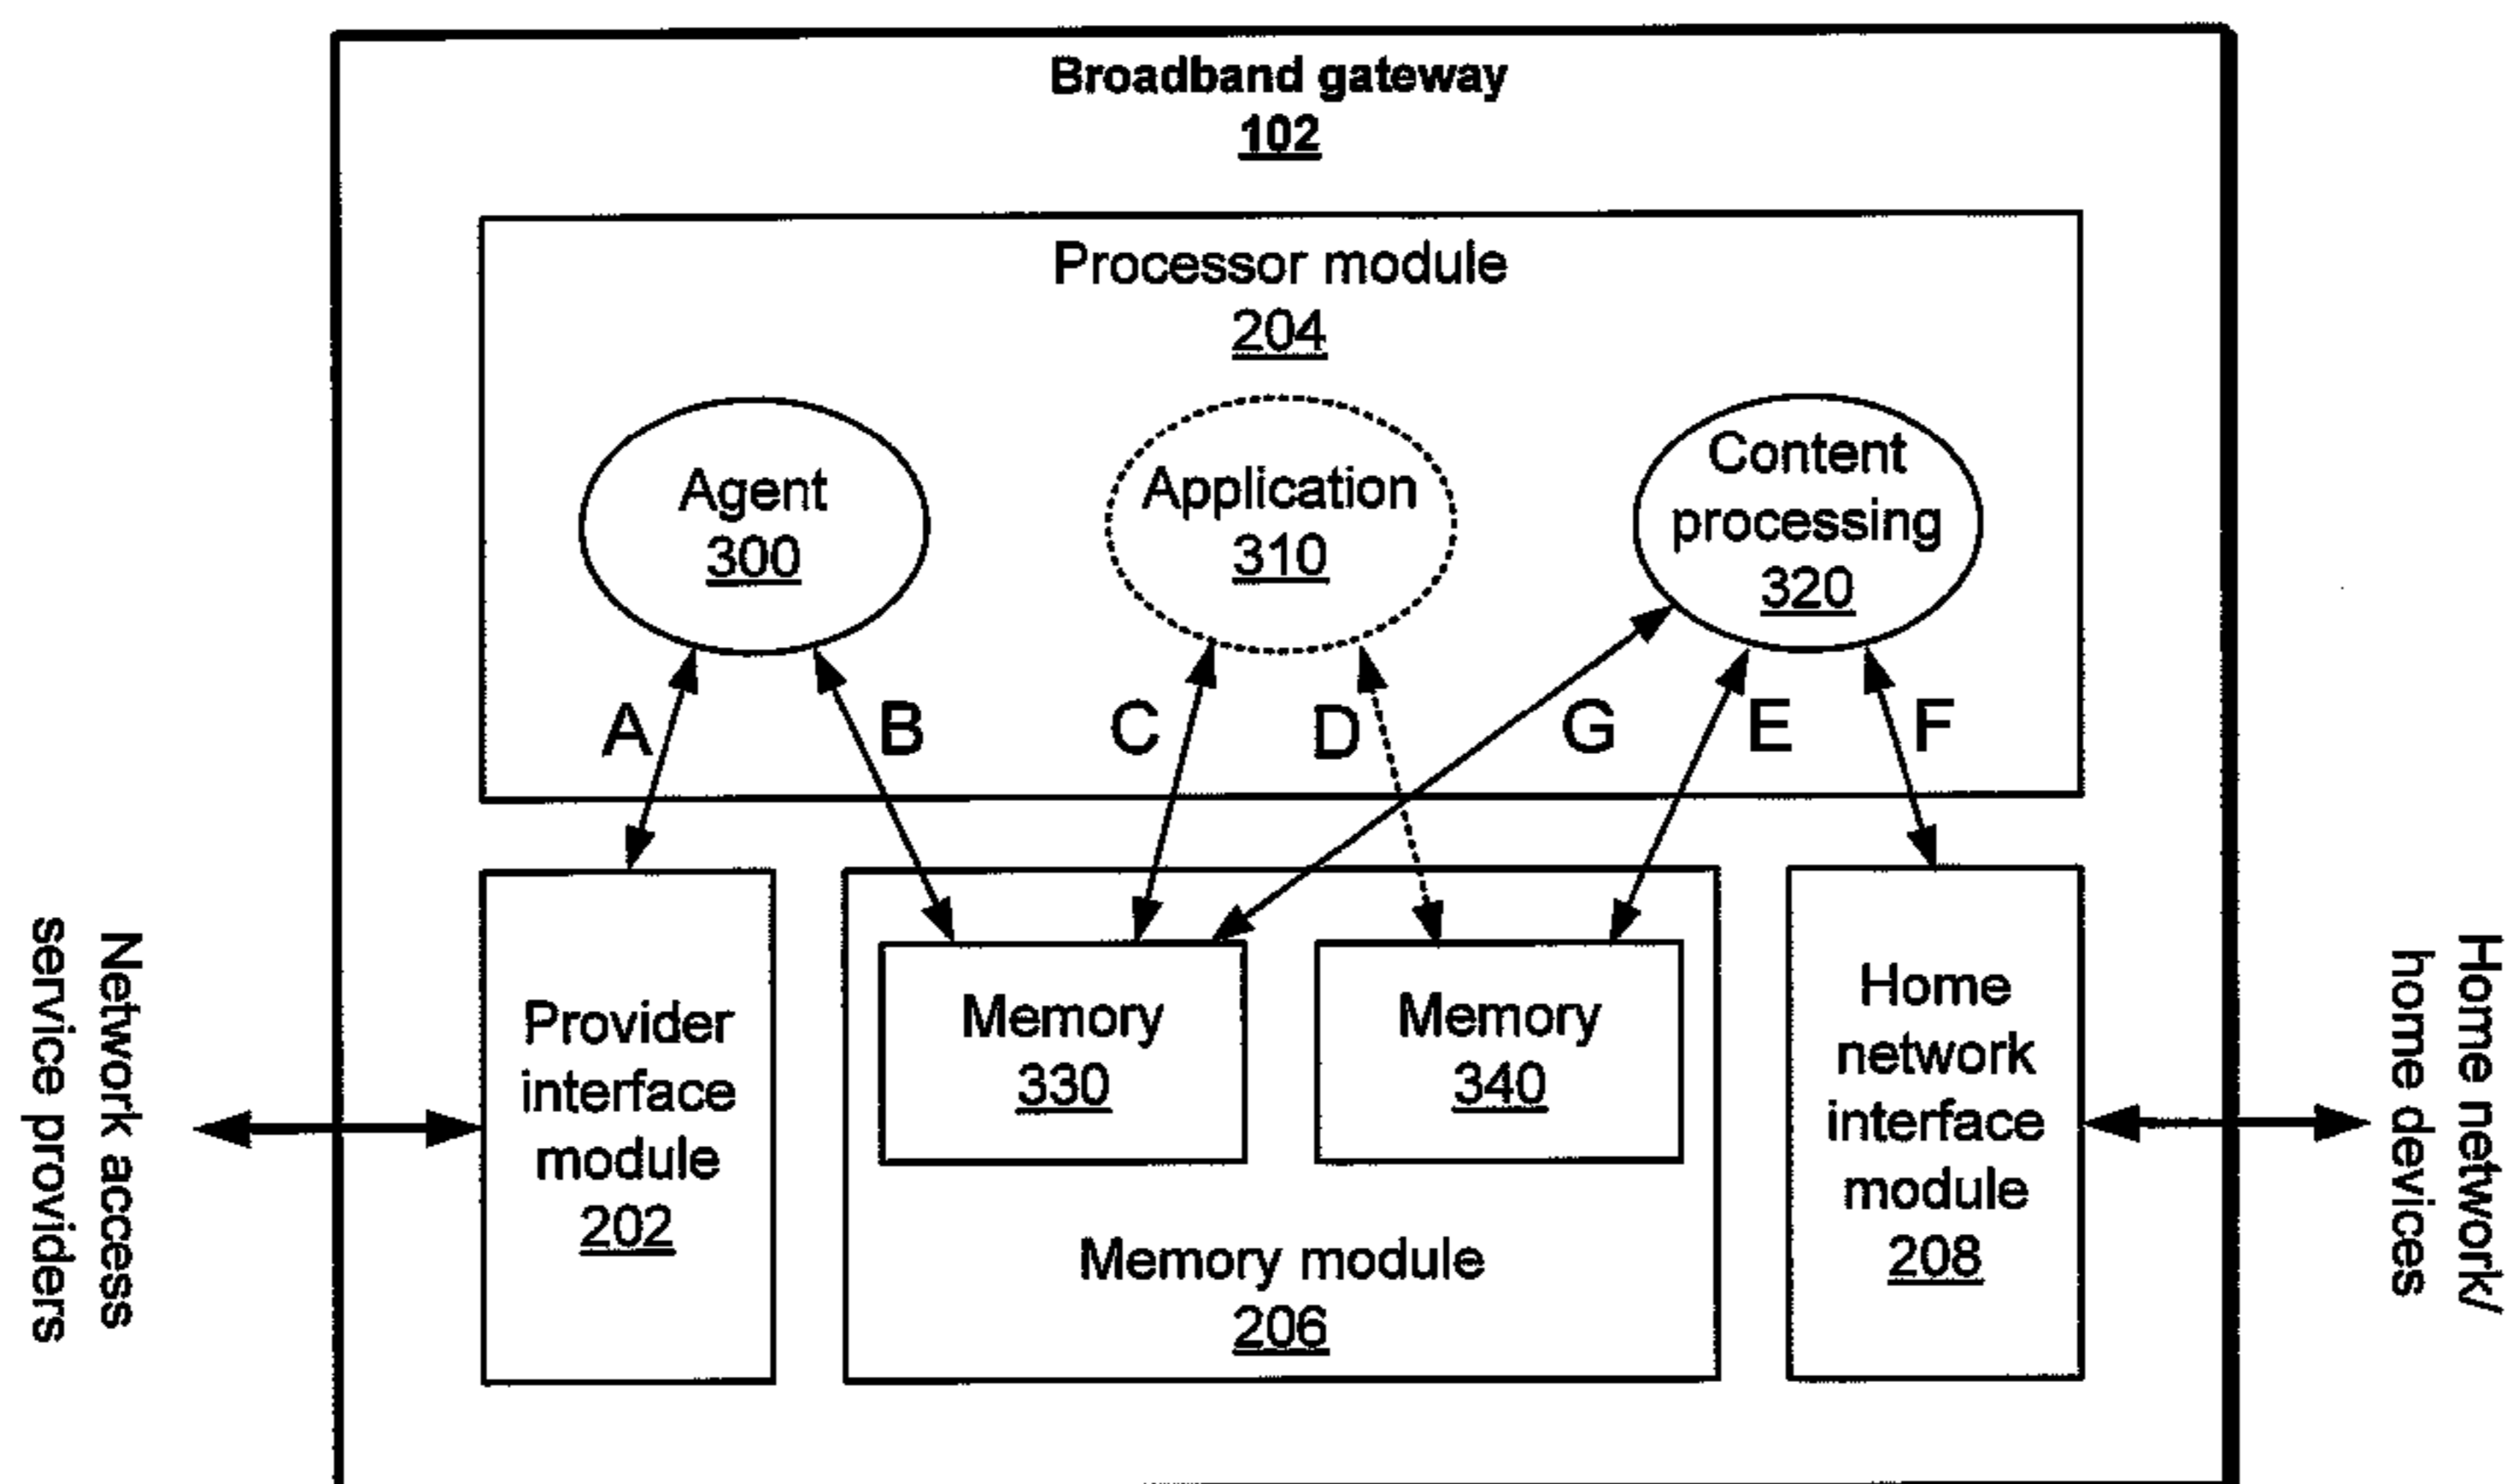 Broadband gateway
102
Processor module
204
Agent
300
Application
310
Content
processing
320
A
B
C
D
G
E
F
Network access
service providers
Provider
interface
module
202
Memory
330
Memory
340
Memory module
206
Home
network
interface
module
208
Home network/
home devices